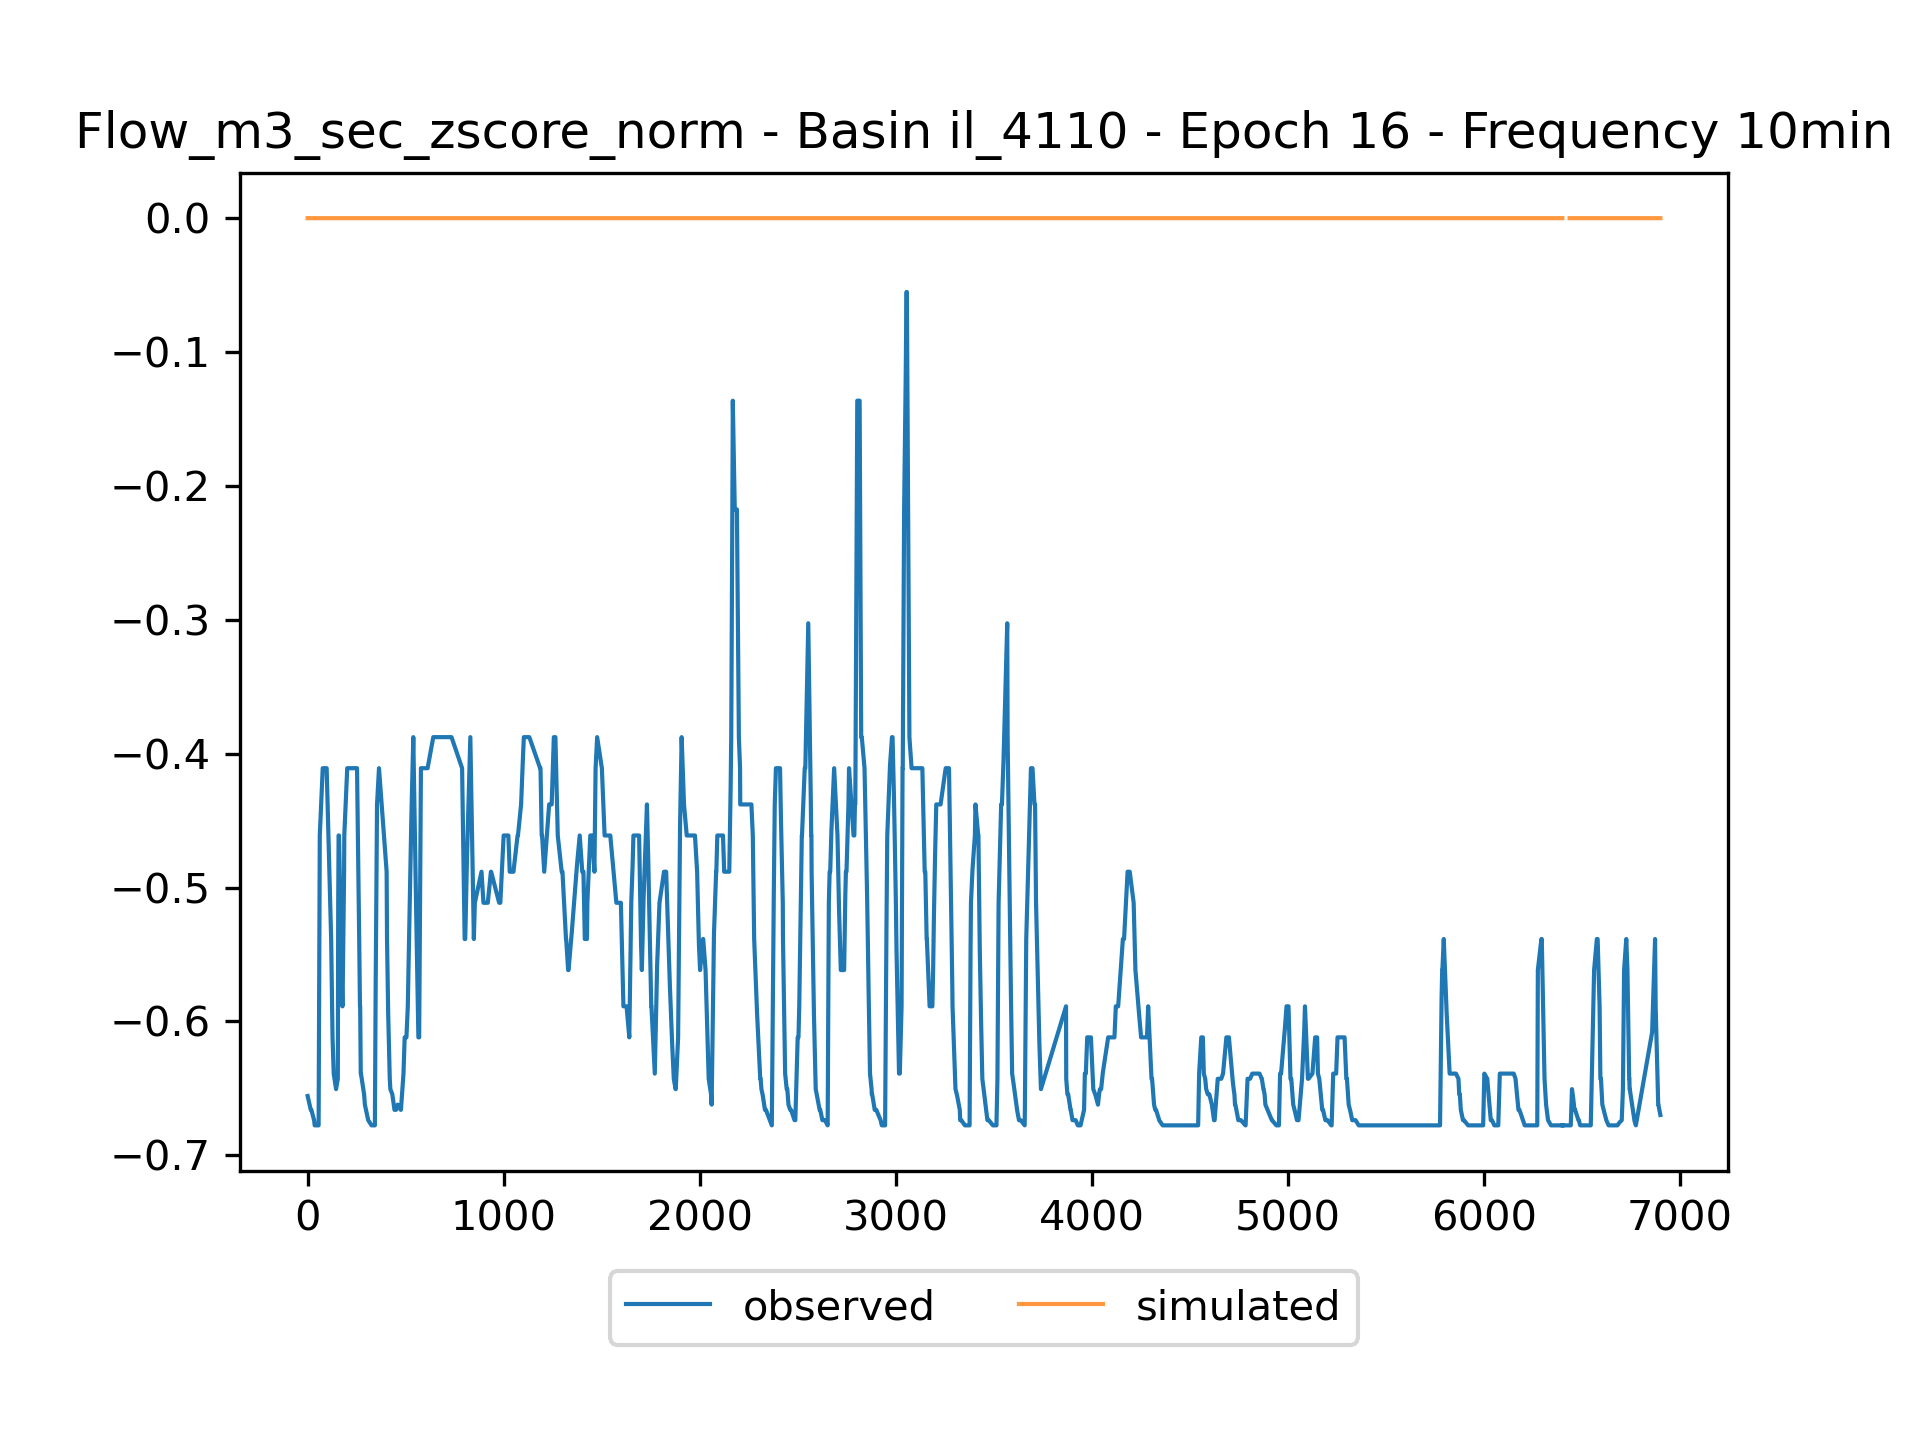 Flow_m3_sec_zscore_norm - Basin il_4110 - Epoch 16 - Frequency 10min
0.0
−0.1
−0.2
−0.3
−0.4
−0.5
−0.6
−0.7
0 1000 2000 3000 4000 5000 6000 7000
observed simulated